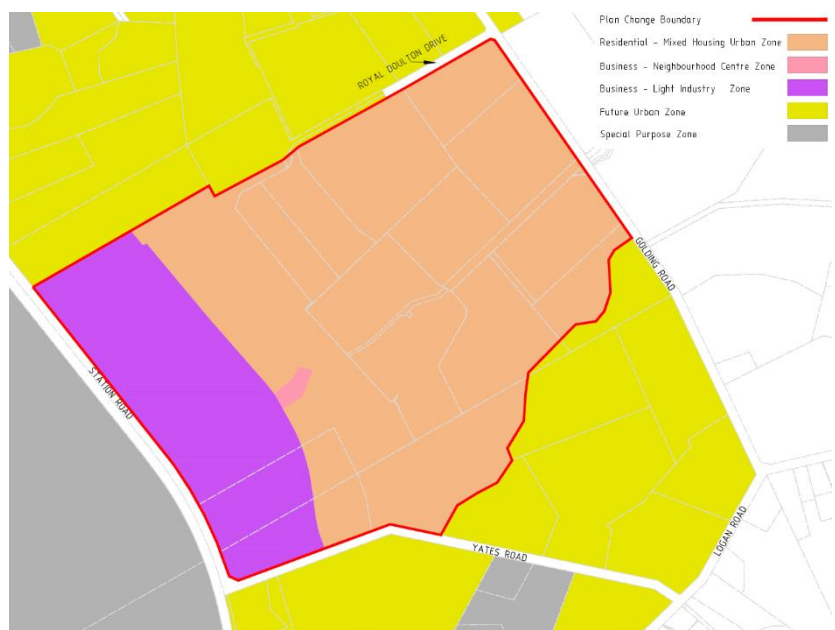 Plan Change Boundary
Residential - Mixed Housing Urban Zone
Business - Neighbourhood Centre Zone
Business - Light Industry Zone
Future Urban Zone
Special Purpose Zone
ROYAL DOULTON DRIVE
GOLDING ROAD
STATION ROAD
YATES ROAD
LOGAN ROAD